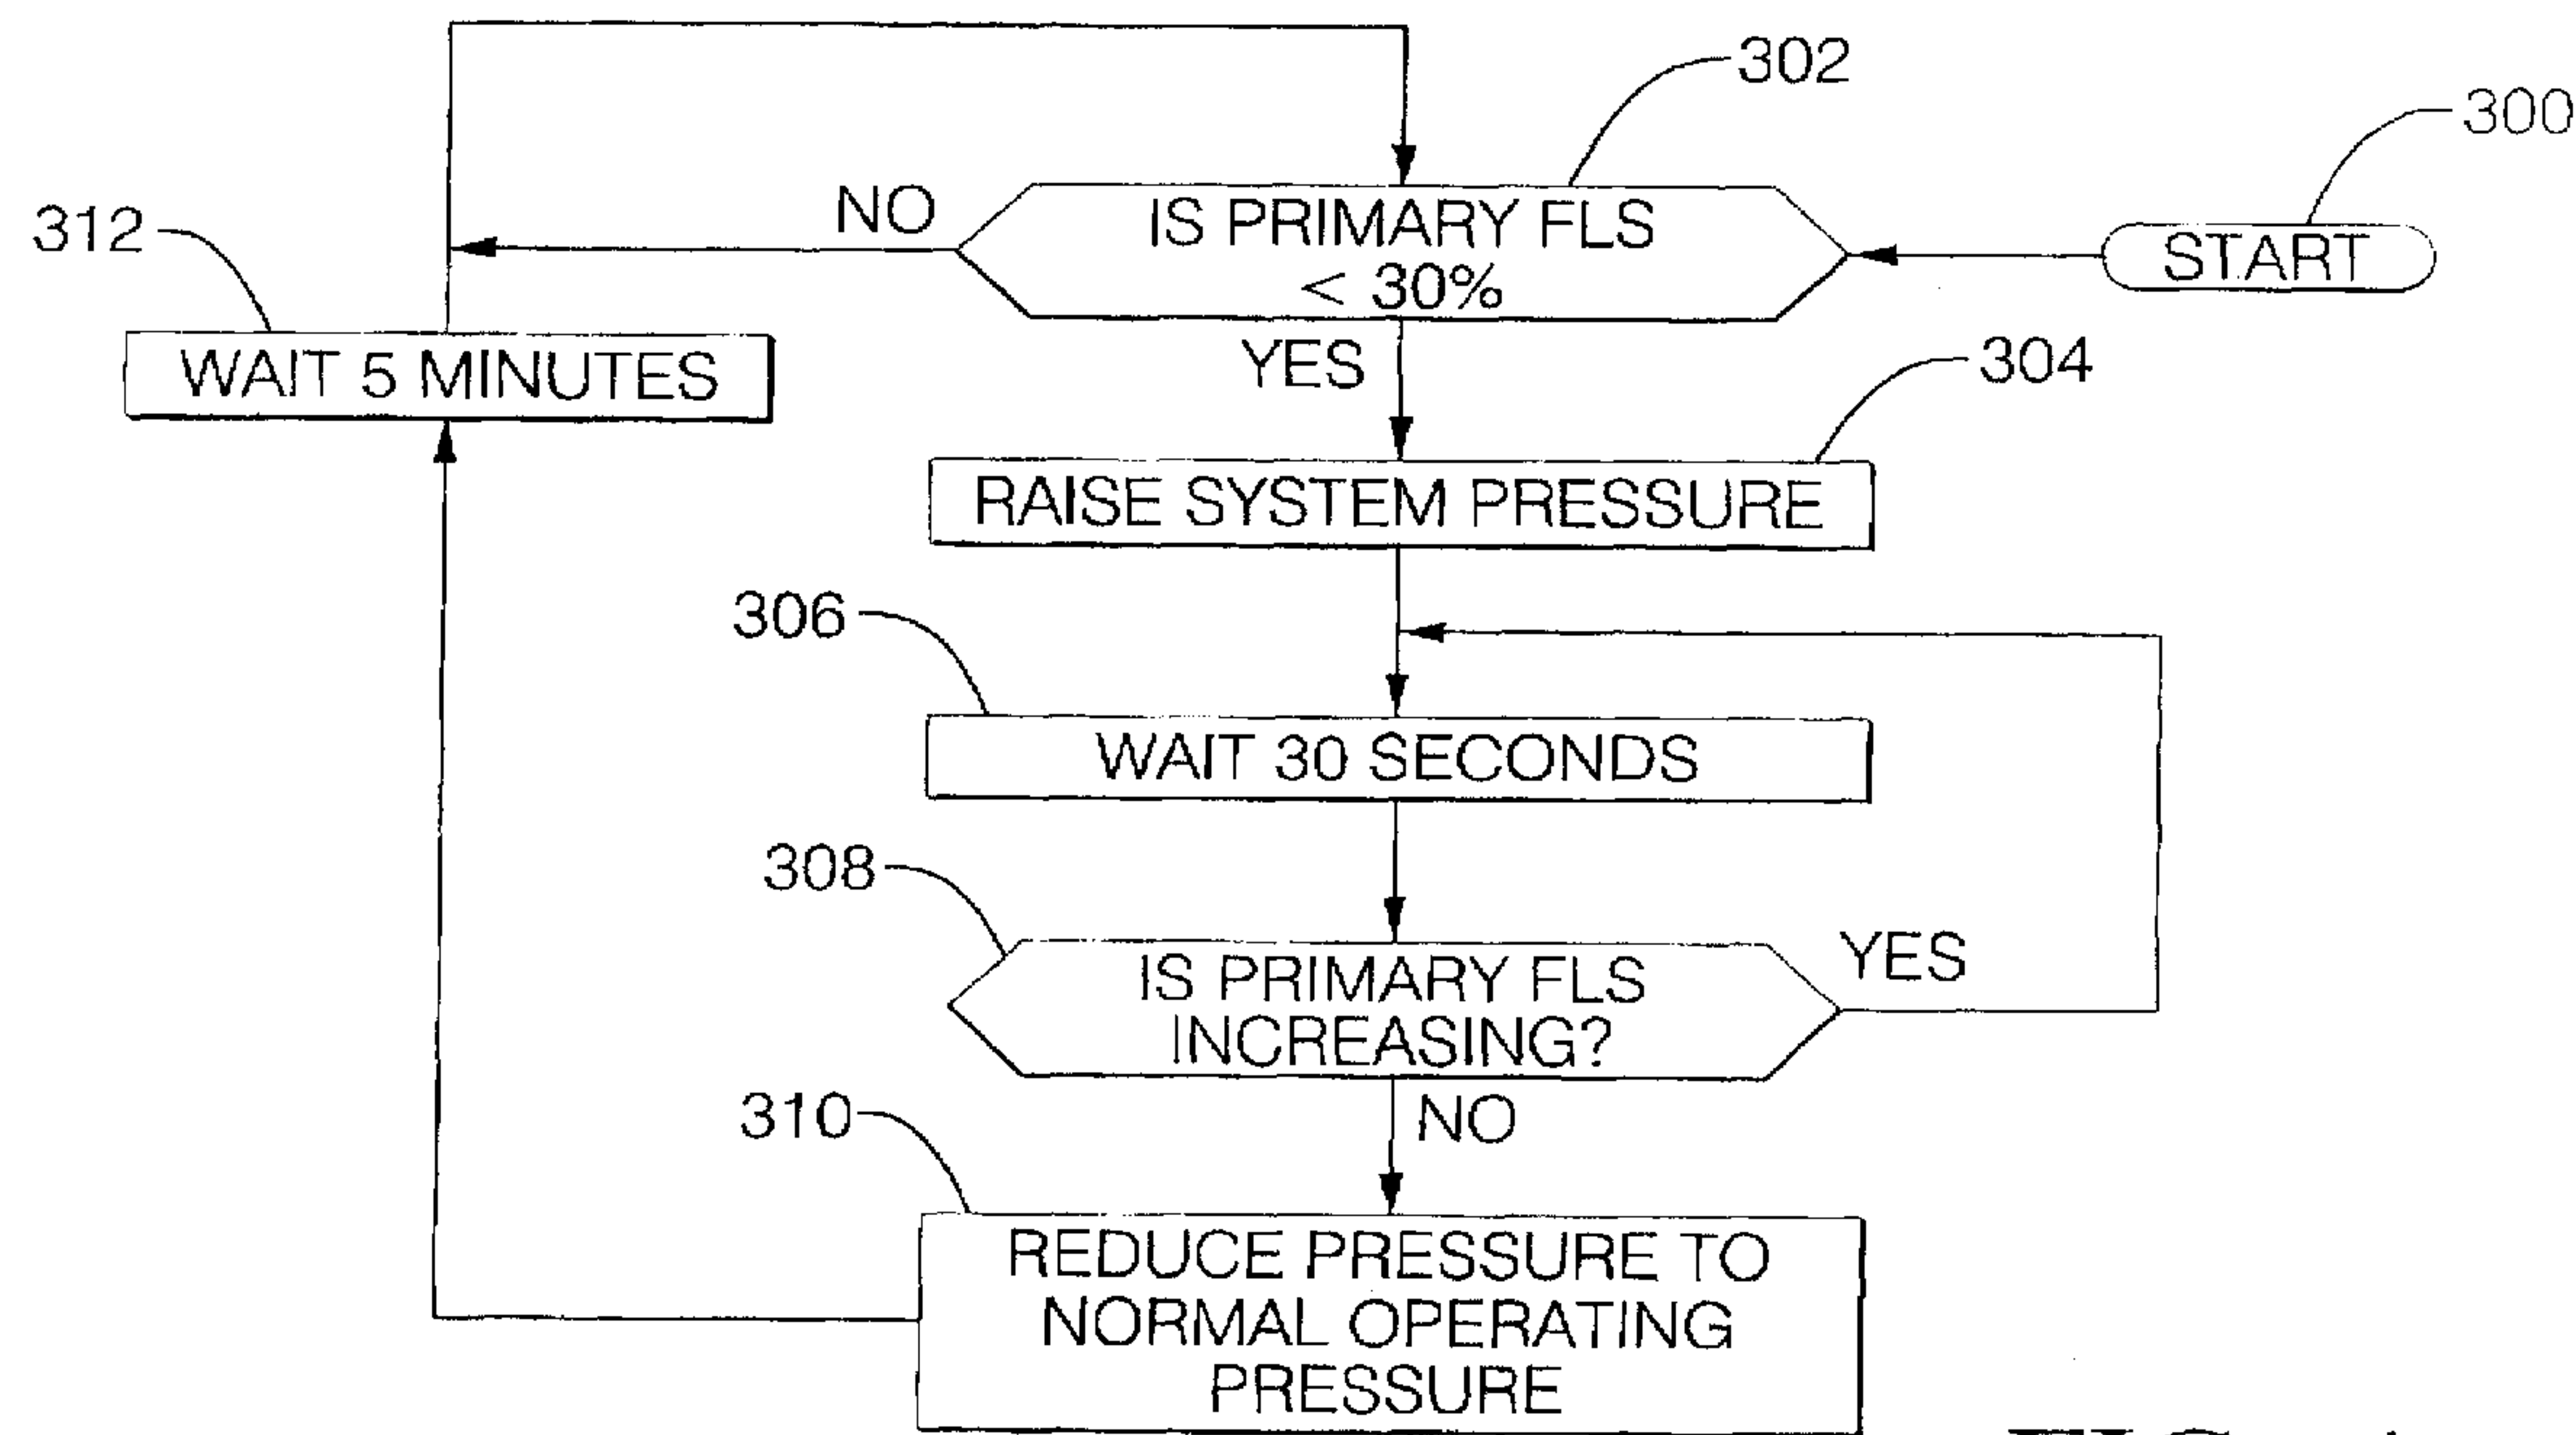 302
300
NO
IS PRIMARY FLS
< 30%
START
312
WAIT 5 MINUTES
YES
304
RAISE SYSTEM PRESSURE
306
WAIT 30 SECONDS
308
IS PRIMARY FLS
INCREASING?
YES
310
NO
REDUCE PRESSURE TO
NORMAL OPERATING
PRESSURE